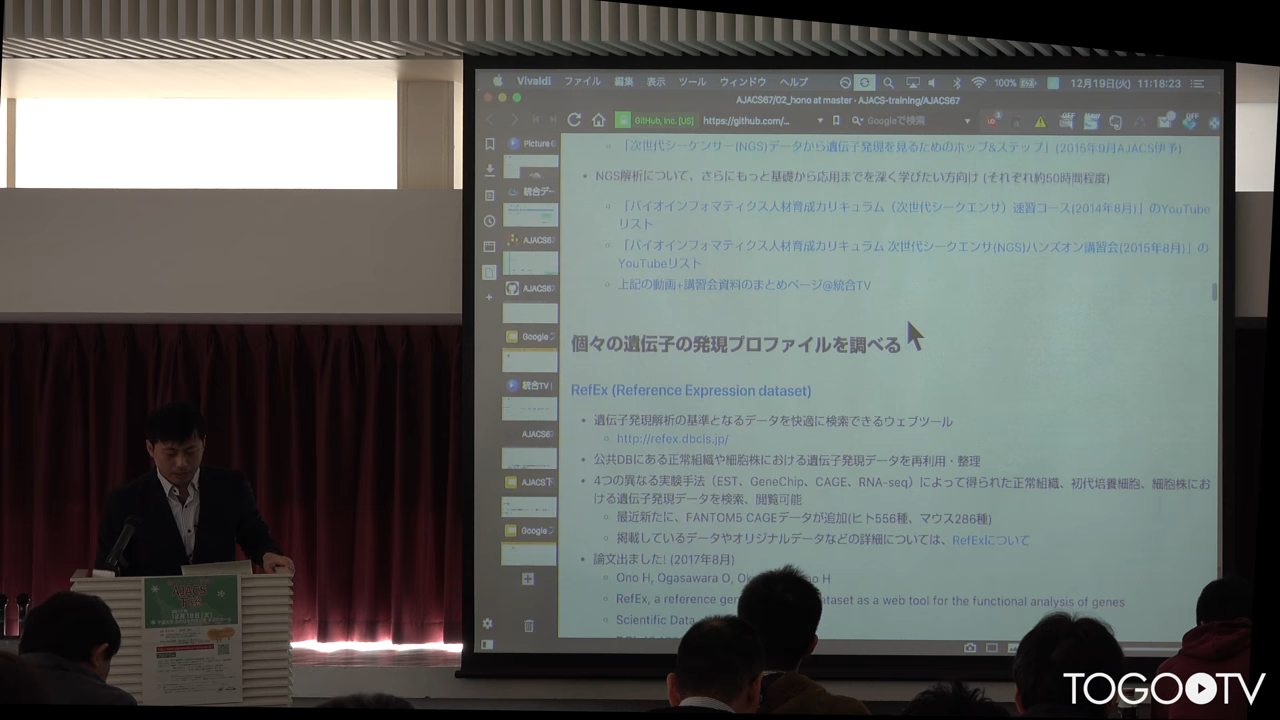 Vivaldi ファイル 編集 表示 ツール ウィンドウ ヘルプ 100% 12月19日(火) 11:18:23
AJACS67/02_hono at master · AJACS-training/AJACS67
GitHub, Inc. [US] https://github.com/... Googleで検索
「次世代シーケンサー(NGS)データから遺伝子発現を見るためのホップ&ステップ」(2015年9月AJACS伊予)
NGS解析について、さらにもっと基礎から応用までを深く学びたい方向け (それぞれ約50時間程度)
「バイオインフォマティクス人材育成カリキュラム（次世代シークエンサ）速習コース(2014年8月)」のYouTube
リスト
「バイオインフォマティクス人材育成カリキュラム 次世代シークエンサ(NGS)ハンズオン講習会(2015年8月)」の
YouTubeリスト
上記の動画+講習会資料のまとめページ@統合TV
個々の遺伝子の発現プロファイルを調べる
RefEx (Reference Expression dataset)
遺伝子発現解析の基準となるデータを快適に検索できるウェブツール
http://refex.dbcls.jp/
公共DBにある正常組織や細胞株における遺伝子発現データを再利用・整理
4つの異なる実験手法（EST、GeneChip、CAGE、RNA-seq）によって得られた正常組織、初代培養細胞、細胞株にお
ける遺伝子発現データを検索、閲覧可能
最近新たに、FANTOM5 CAGEデータが追加(ヒト556種、マウス286種)
掲載しているデータやオリジナルデータなどの詳細については、RefExについて
論文出ました! (2017年8月)
Ono H, Ogasawara O, Ok H
RefEx, a reference gen dataset as a web tool for the functional analysis of genes
Scientific Data
Picture
統合デー
AJACS67
AJACS67
Google
統合TV |
AJACS67
AJACS
Google
AJACS
千葉
TOGO TV